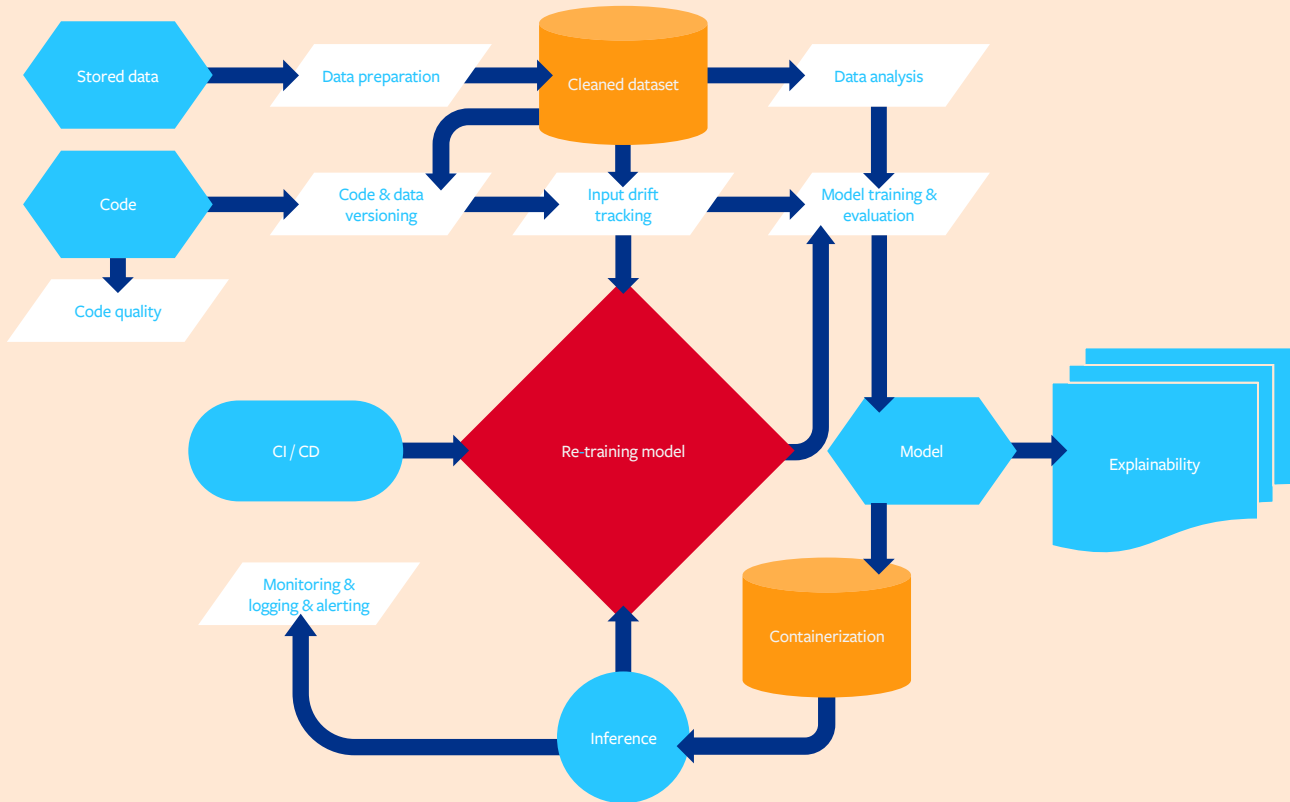 Stored data
Data preparation
Cleaned dataset
Data analysis
Code
Code & data
versioning
Input drift
tracking
Model training &
evaluation
Code quality
CI / CD
Re-training model
Model
Explainability
Monitoring &
logging & alerting
Containerization
Inference